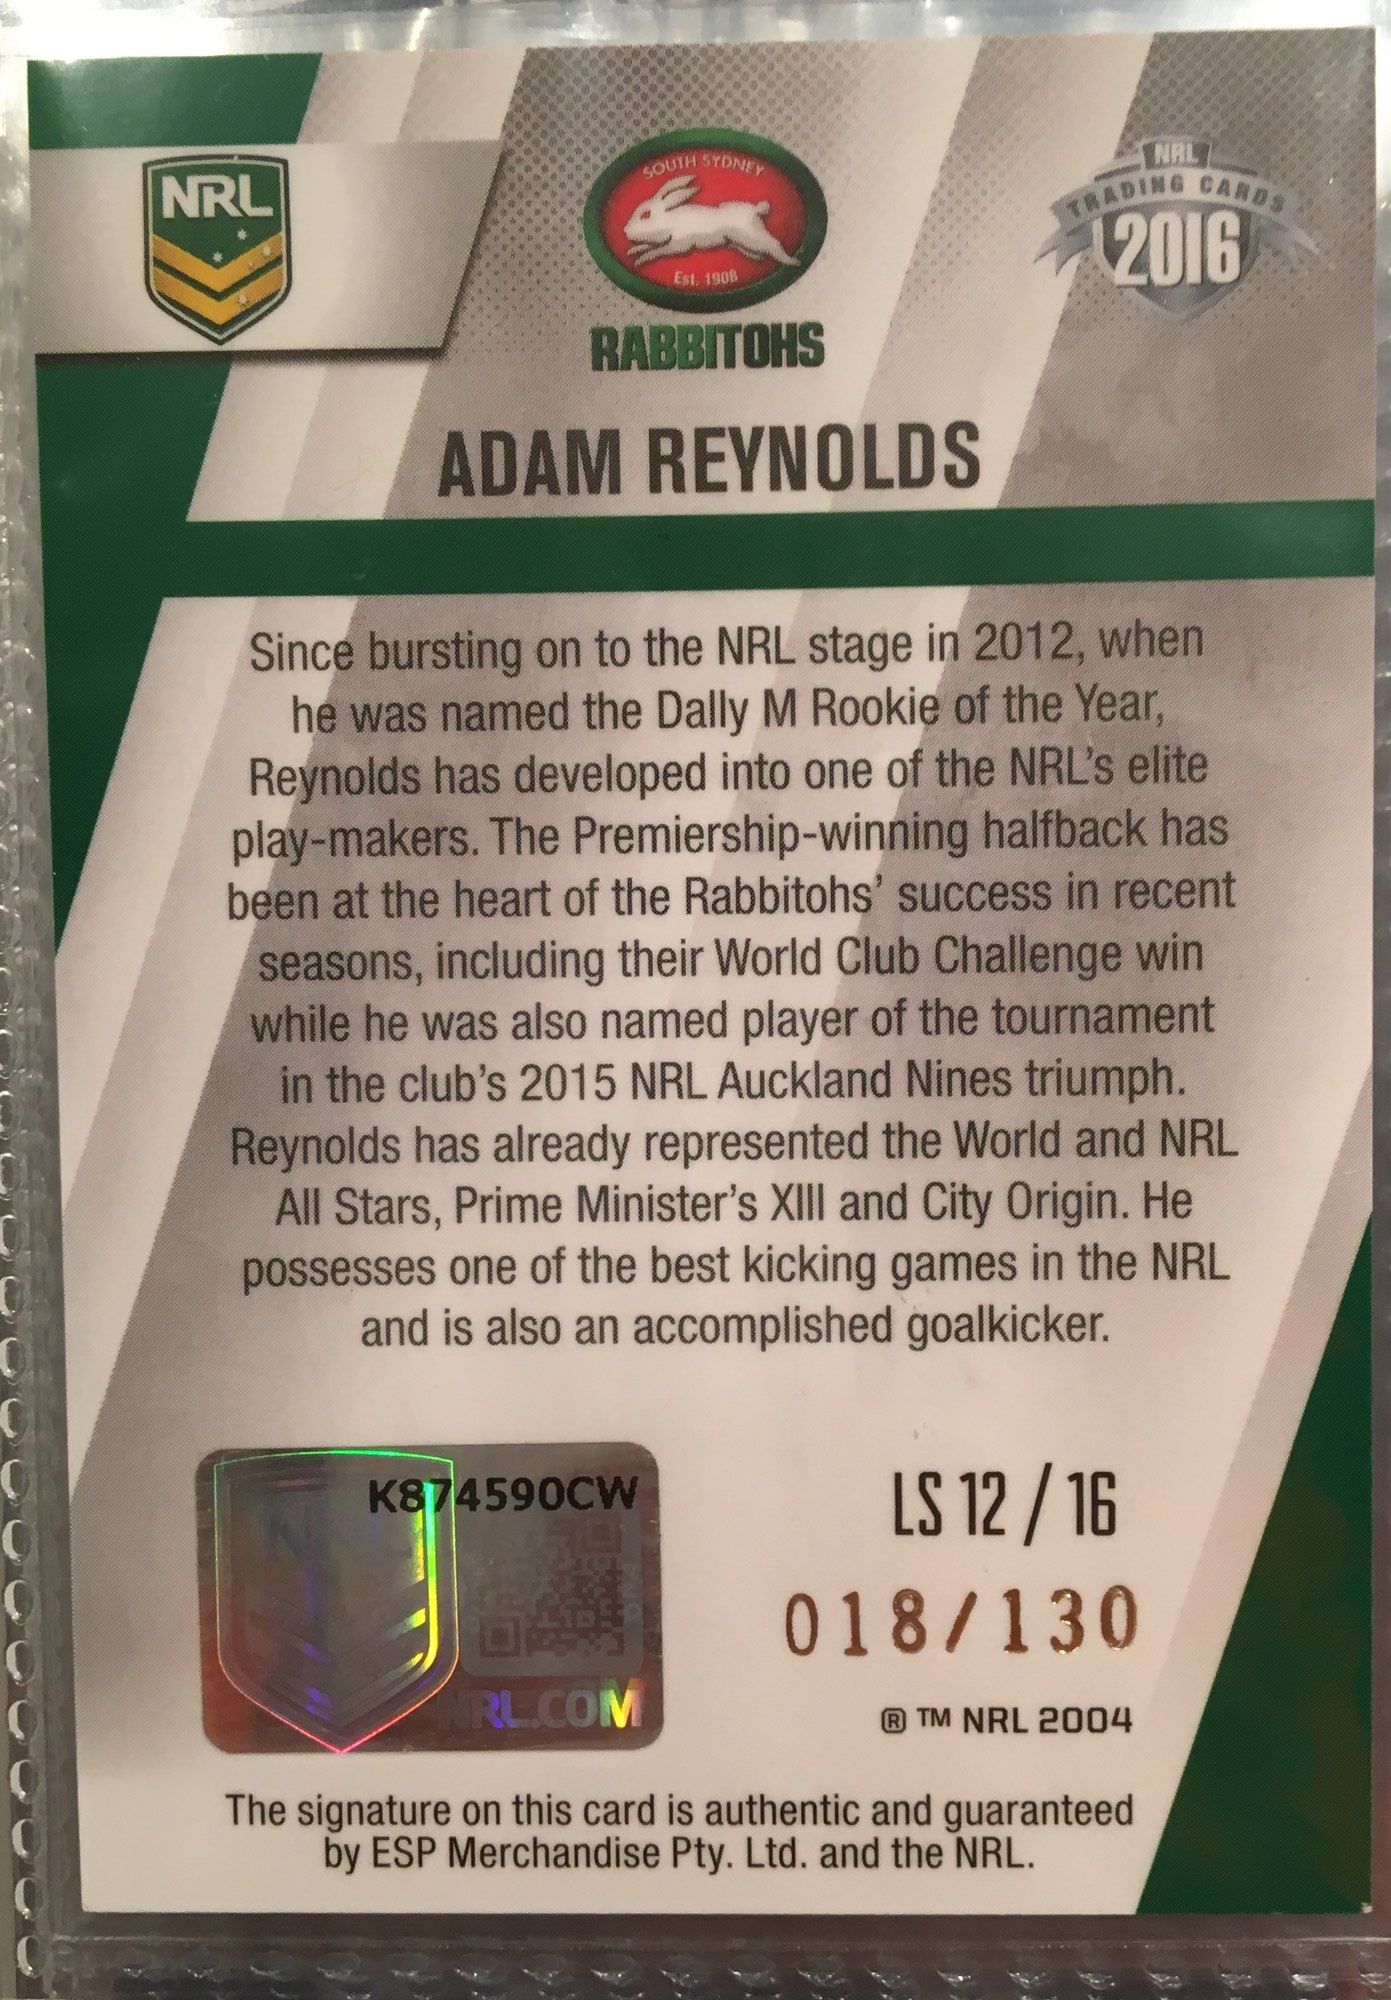 NRL
SOUTH SYDNEY
Est. 1908
RABBITOHS
NRL
TRADING CARDS
2016
ADAM REYNOLDS
Since bursting on to the NRL stage in 2012, when
he was named the Dally M Rookie of the Year,
Reynolds has developed into one of the NRL's elite
play-makers. The Premiership-winning halfback has
been at the heart of the Rabbitohs' success in recent
seasons, including their World Club Challenge win
while he was also named player of the tournament
in the club's 2015 NRL Auckland Nines triumph.
Reynolds has already represented the World and NRL
All Stars, Prime Minister's XIII and City Origin. He
possesses one of the best kicking games in the NRL
and is also an accomplished goalkicker.
K874590CW
NRL.COM
LS 12 / 16
018/130
® ™ NRL 2004
The signature on this card is authentic and guaranteed
by ESP Merchandise Pty. Ltd. and the NRL.